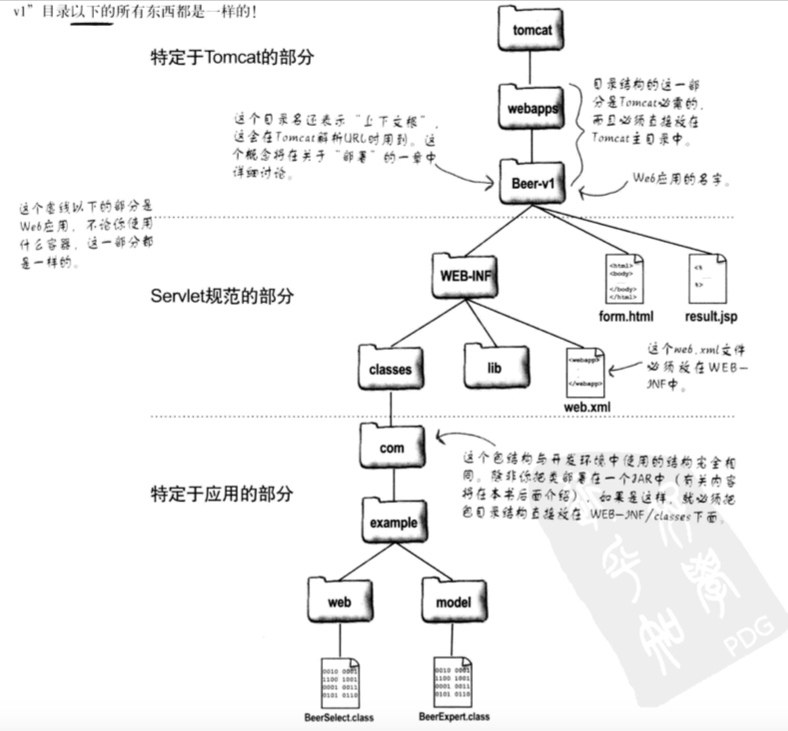 v1”目录以下的所有东西都是一样的！
特定于Tomcat的部分
tomcat
webapps
目录结构的这一部
分是Tomcat必需的，
而且必须直接放在
Tomcat主目录中。
这个目录名还表示“上下文根”，
这会在Tomcat解析URL时用到。这
个概念将在关于“部署”的一章中
详细讨论。
Beer-v1
Web应用的名字。
这个虚线以下的部分是
Web应用，不论你使用
什么容器，这一部分都
是一样的。
Servlet规范的部分
WEB-INF
<html>
<body>
</body>
</html>
form.html
<%
%>
result.jsp
classes
lib
<webapp>
</webapp>
web.xml
这个web.xml文件
必须放在WEB-
INF中。
特定于应用的部分
com
这个包结构与开发环境中使用的结构完全相
同。除非你把类部署在一个JAR中（有关内容
将在本书后面介绍），如果是这样，就必须把
包目录结构直接放在 WEB-INF/classes下面。
example
web
model
0010 0001
1100 1001
0001 0011
0101 0110
BeerSelect.class
0010 0001
1100 1001
0001 0011
0101 0110
BeerExpert.class
PDG